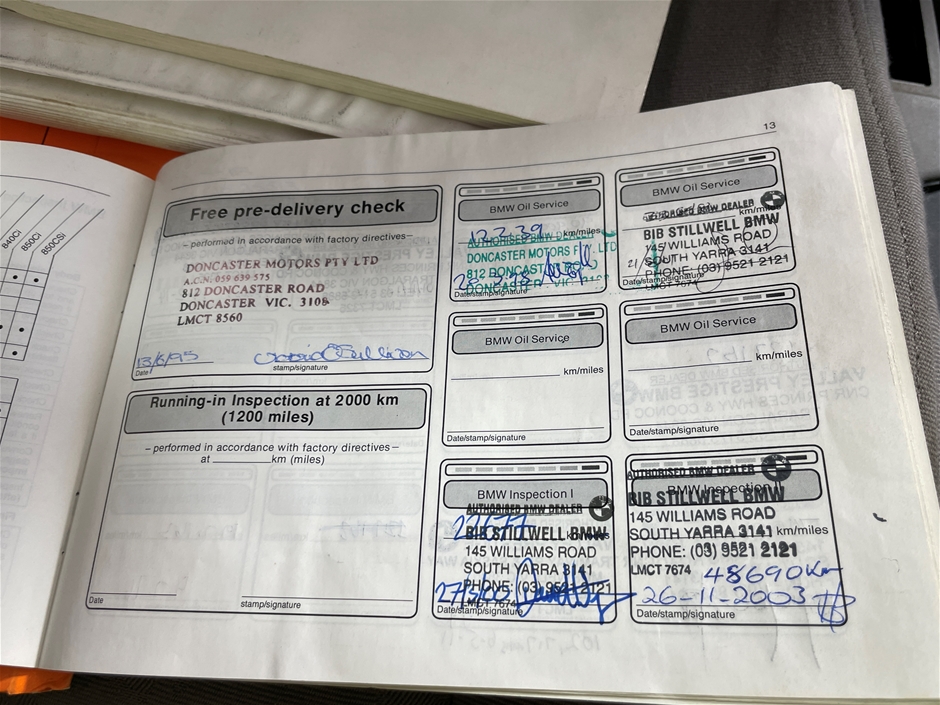 13
840Ci
850Ci
850CSi
Free pre-delivery check
– performed in accordance with factory directives –
DONCASTER MOTORS PTY LTD
A.C.N. 059 639 575
812 DONCASTER ROAD
DONCASTER VIC. 3108
LMCT 8560
13/6/95
Date
stamp/signature
Running-in Inspection at 2000 km
(1200 miles)
– performed in accordance with factory directives –
at km (miles)
Date
stamp/signature
BMW Oil Service
12239 km/miles
AUTHORISED BMW DEALER
DONCASTER MOTORS P/L. LTD
812 DONCASTER
DONCASTER VIC
Date/stamp/signature
BMW Oil Service
km/miles
AUTHORISED BMW DEALER
BIB STILLWELL BMW
145 WILLIAMS ROAD
SOUTH YARRA 3141
PHONE: (03) 9521 2121
LMCT 7674
Date/stamp/signature
BMW Oil Service
km/miles
Date/stamp/signature
BMW Oil Service
km/miles
Date/stamp/signature
BMW Inspection I
AUTHORISED BMW DEALER
22677
BIB STILLWELL BMW
145 WILLIAMS ROAD
SOUTH YARRA 3141
PHONE: (03) 9521 2121
LMCT 7674
Date/stamp/signature
AUTHORISED BMW DEALER
BMW Inspection
BIB STILLWELL BMW
145 WILLIAMS ROAD
SOUTH YARRA 3141 km/miles
PHONE: (03) 9521 2121
LMCT 7674 48690Km
26-11-2003
Date/stamp/signature